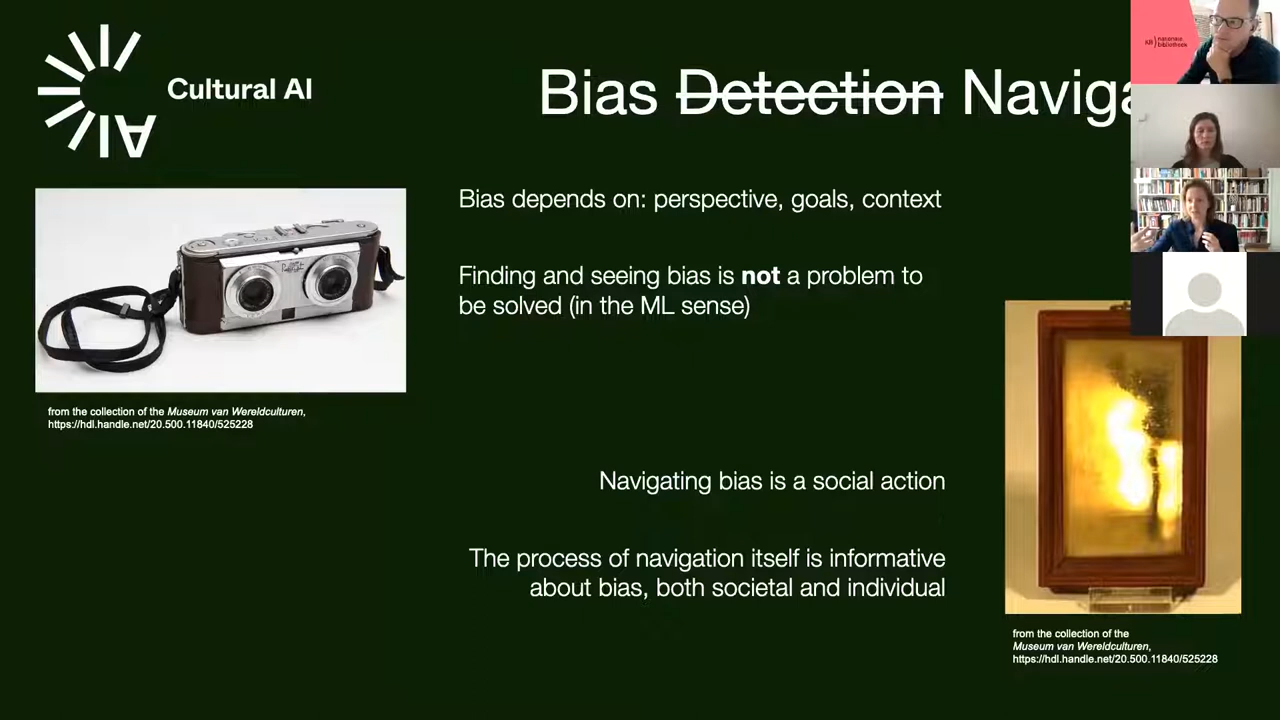 Cultural AI
AI
Bias Detection Naviga
Bias depends on: perspective, goals, context
Finding and seeing bias is not a problem to
be solved (in the ML sense)
from the collection of the Museum van Wereldculturen,
https://hdl.handle.net/20.500.11840/525228
Navigating bias is a social action
The process of navigation itself is informative
about bias, both societal and individual
from the collection of the
Museum van Wereldculturen,
https://hdl.handle.net/20.500.11840/525228